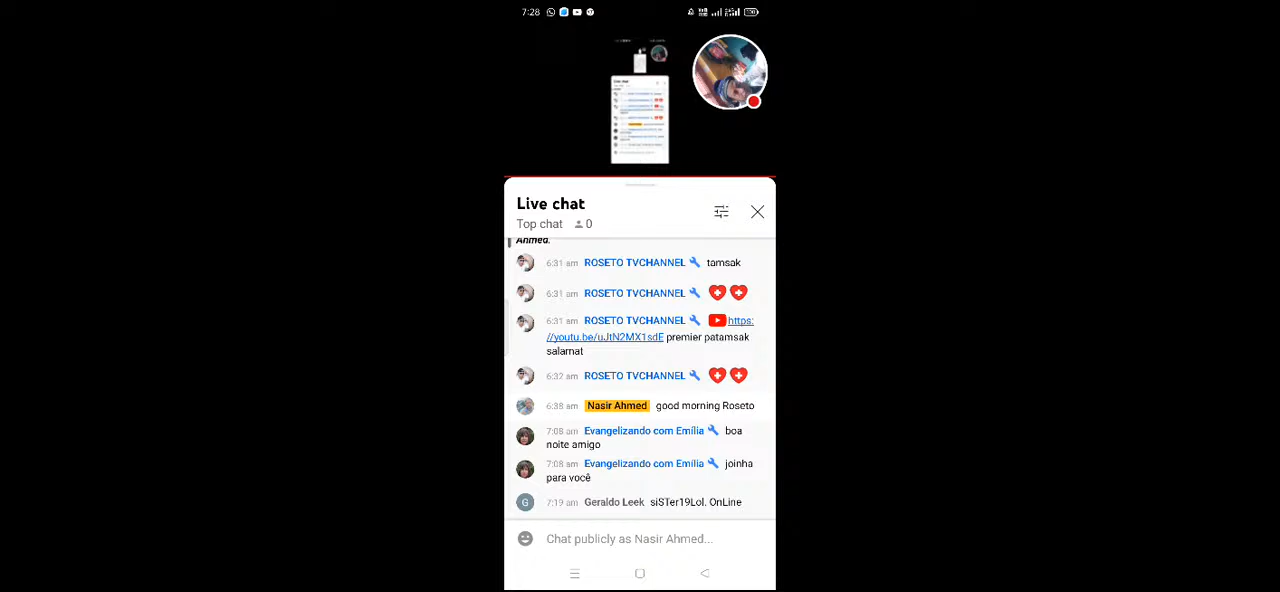 7:28
Live chat
Top chat 0
Ahmed.
6:31 am ROSETO TVCHANNEL tamsak
6:31 am ROSETO TVCHANNEL
6:31 am ROSETO TVCHANNEL https:
//youtu.be/uJtN2MX1sdE premier patamsak
salamat
6:32 am ROSETO TVCHANNEL
6:38 am Nasir Ahmed good morning Roseto
7:08 am Evangelizando com Emília boa
noite amigo
7:08 am Evangelizando com Emília joinha
para você
G 7:19 am Geraldo Leek siSTer19Lol. OnLine
Chat publicly as Nasir Ahmed...